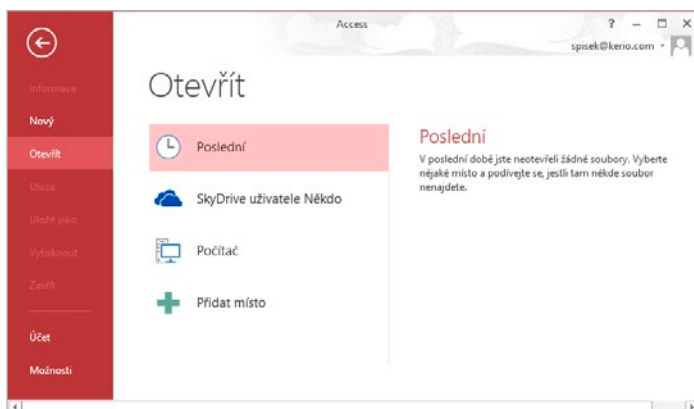 Access
?
spisek@kerio.com
Informace
Nový
Otevřít
Uložit
Uložit jako
Vytisknout
Zavřít
Účet
Možnosti
Otevřít
Poslední
SkyDrive uživatele Někdo
Počítač
Přidat místo
Poslední
V poslední době jste neotevřeli žádné soubory. Vyberte
nějaké místo a podívejte se, jestli tam někde soubor
nenajdete.